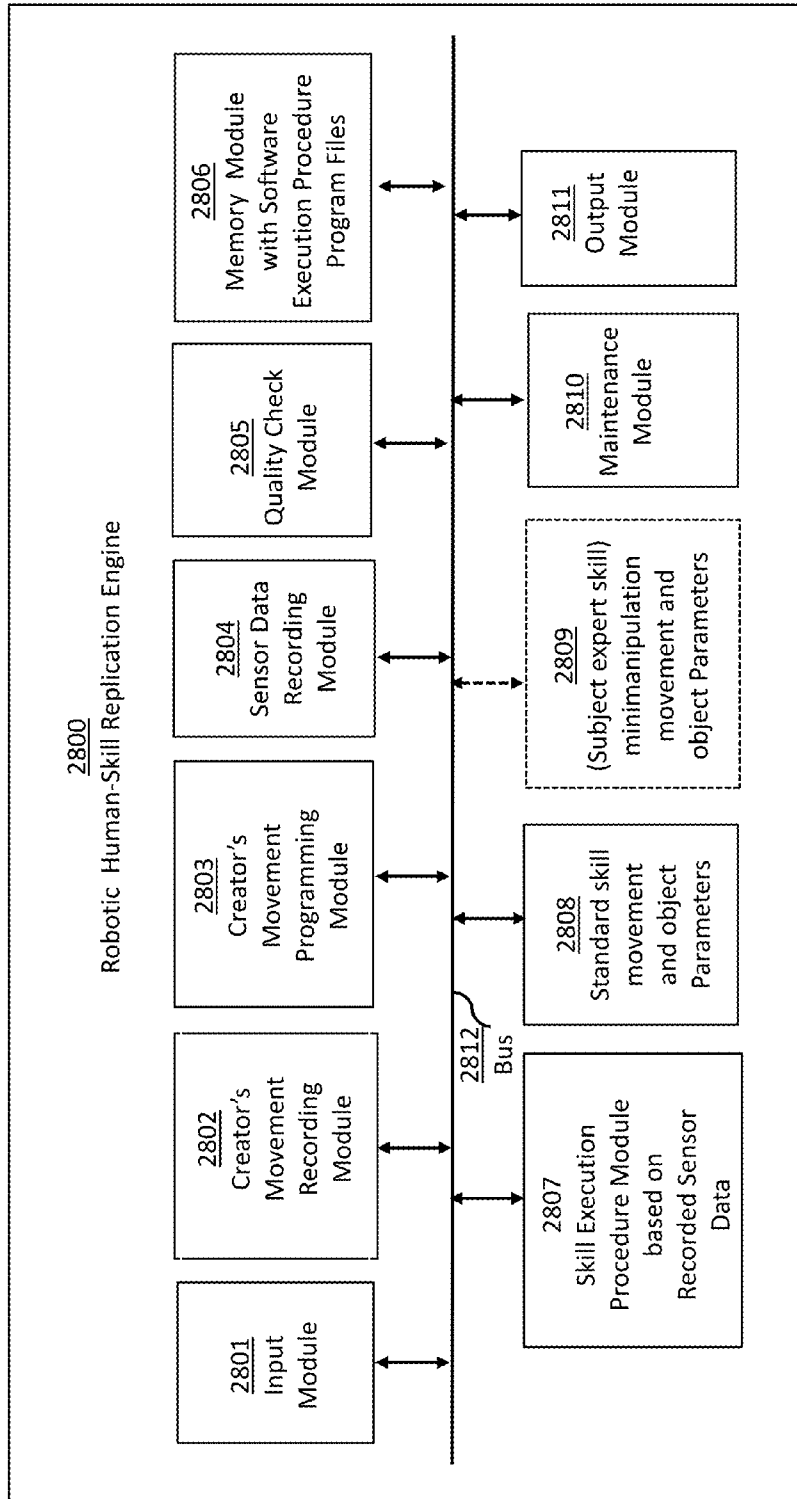 2800
Robotic Human-Skill Replication Engine
2801
Input
Module
2802
Creator's
Movement
Recording
Module
2803
Creator's
Movement
Programming
Module
2804
Sensor Data
Recording
Module
2805
Quality Check
Module
2806
Memory Module
with Software
Execution Procedure
Program Files
2812
Bus
2807
Skill Execution
Procedure Module
based on
Recorded Sensor
Data
2808
Standard skill
movement
and object
Parameters
2809
(Subject expert skill)
minimanipulation
movement and
object Parameters
2810
Maintenance
Module
2811
Output
Module